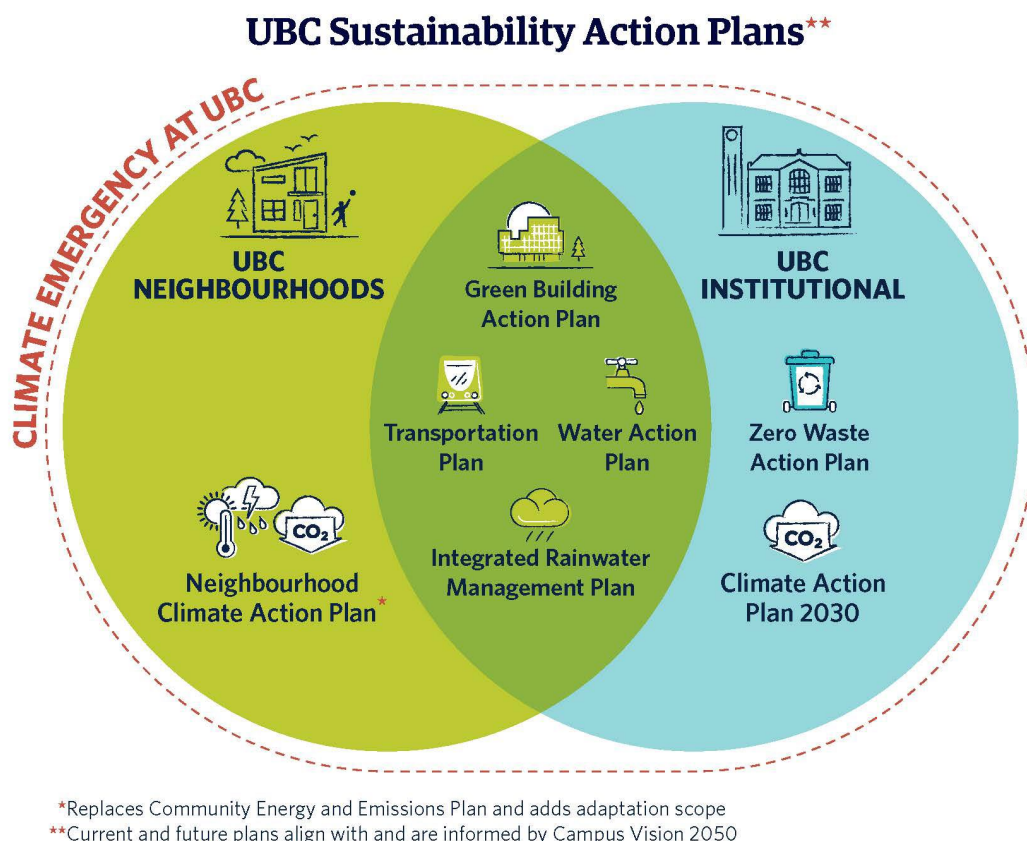 UBC Sustainability Action Plans**
CLIMATE EMERGENCY AT UBC
UBC
NEIGHBOURHOODS
Neighbourhood
Climate Action Plan*
CO₂
Green Building
Action Plan
Transportation
Plan
Water Action
Plan
Integrated Rainwater
Management Plan
UBC
INSTITUTIONAL
Zero Waste
Action Plan
CO₂
Climate Action
Plan 2030
*Replaces Community Energy and Emissions Plan and adds adaptation scope
**Current and future plans align with and are informed by Campus Vision 2050